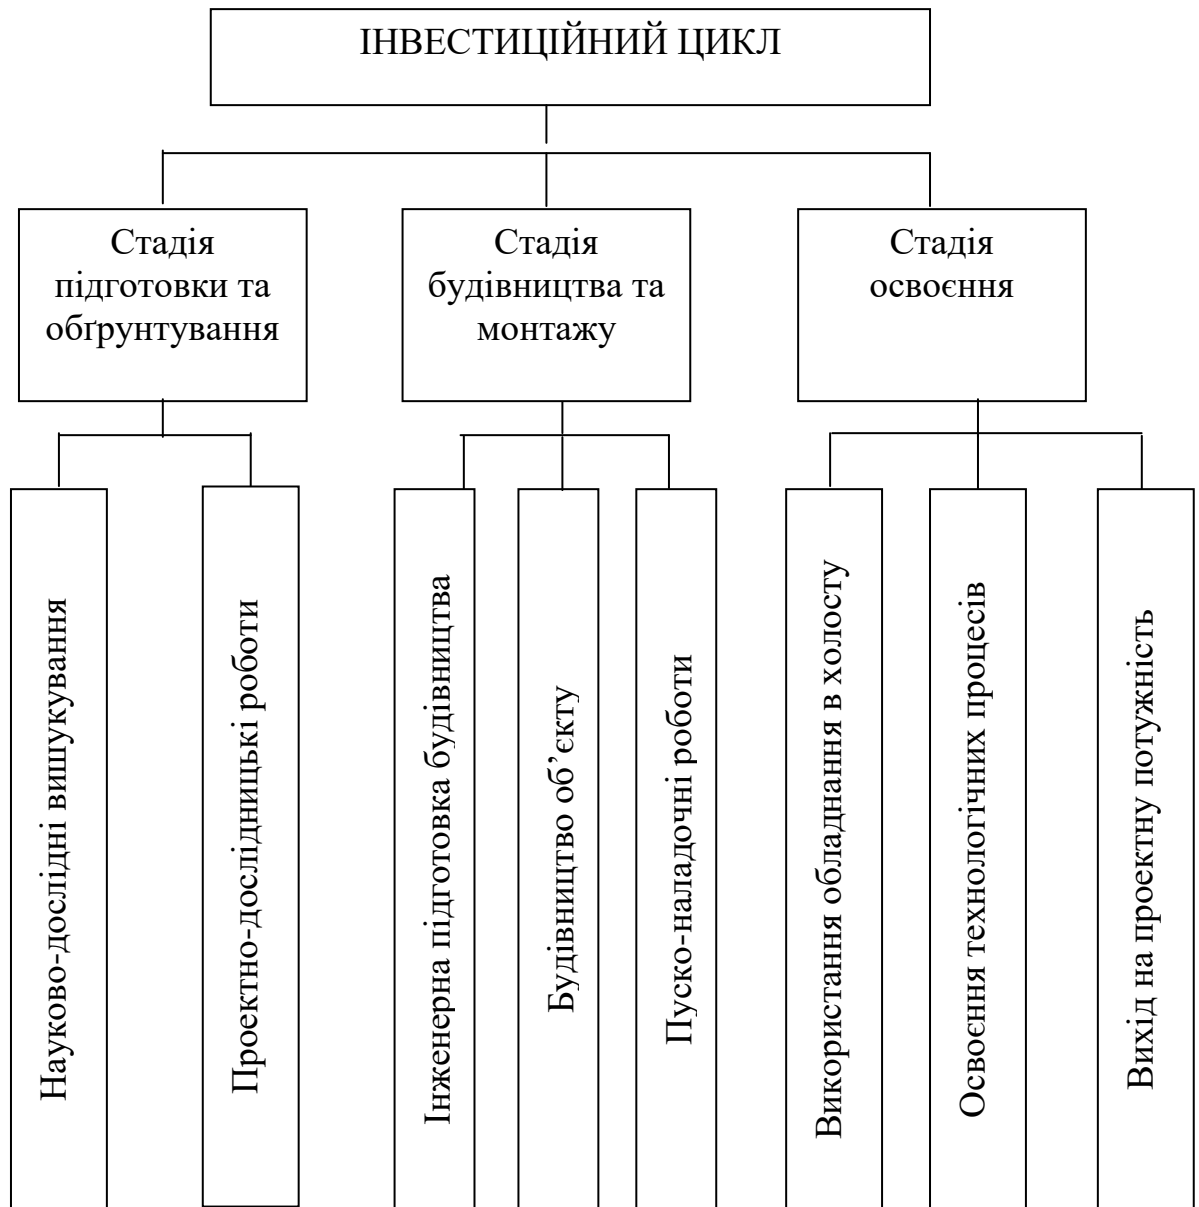 ІНВЕСТИЦІЙНИЙ ЦИКЛ
Стадія
підготовки та
обґрунтування
Стадія
будівництва та
монтажу
Стадія
освоєння
Науково-дослідні вишукування
Проектно-дослідницькі роботи
Інженерна підготовка будівництва
Будівництво об’єкту
Пуско-наладочні роботи
Використання обладнання в холосту
Освоєння технологічних процесів
Вихід на проектну потужність